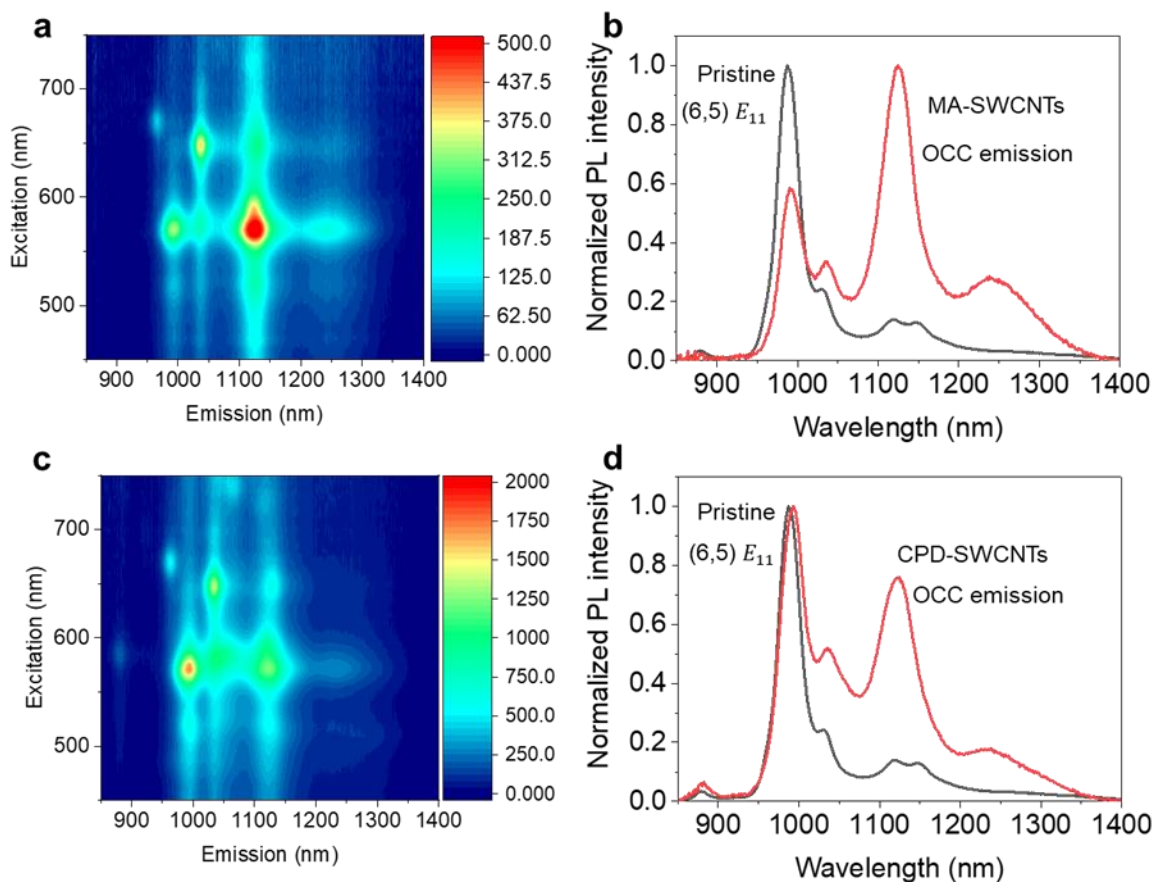 a
700
600
500
Excitation (nm)
900 1000 1100 1200 1300 1400
Emission (nm)
500.0
437.5
375.0
312.5
250.0
187.5
125.0
62.50
0.000
b
1.0
0.8
0.6
0.4
0.2
0.0
Normalized PL intensity
Pristine
(6,5) E₁₁
MA-SWCNTs
OCC emission
900 1000 1100 1200 1300 1400
Wavelength (nm)
c
700
600
500
Excitation (nm)
900 1000 1100 1200 1300 1400
Emission (nm)
2000
1750
1500
1250
1000
750.0
500.0
250.0
0.000
d
1.0
0.8
0.6
0.4
0.2
0.0
Normalized PL intensity
Pristine
(6,5) E₁₁
CPD-SWCNTs
OCC emission
900 1000 1100 1200 1300 1400
Wavelength (nm)